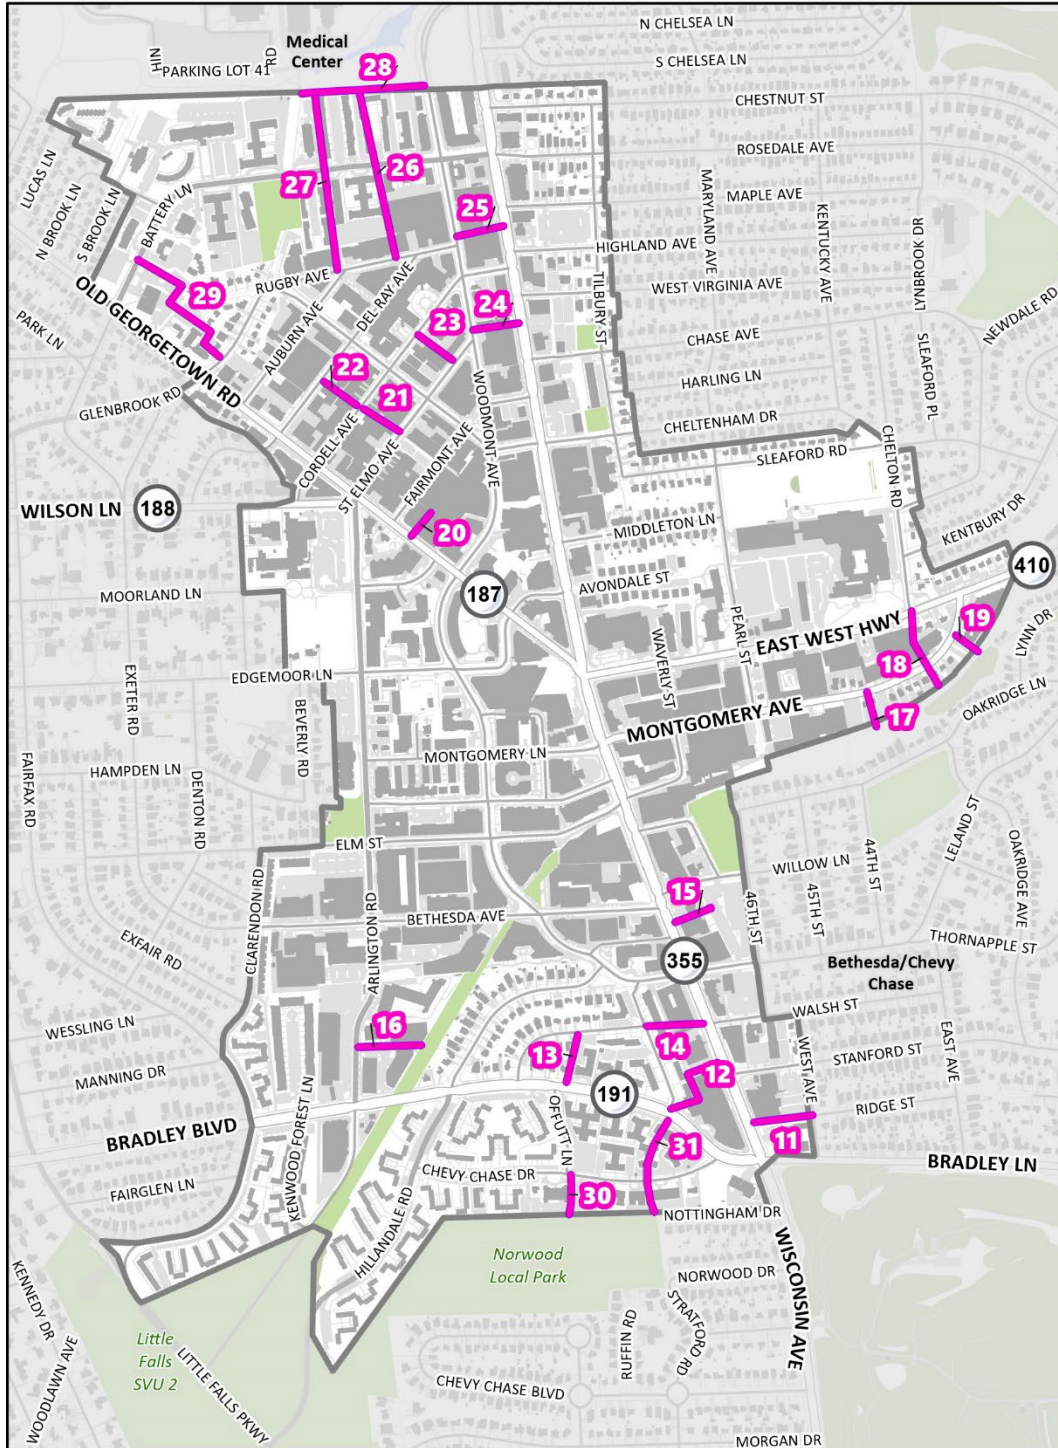 N CHELSEA LN
S CHELSEA LN
Medical
Center
NIH
RD
PARKING LOT 41
28
CHESTNUT ST
ROSEDALE AVE
LUCAS LN
N BROOK LN
S BROOK LN
BATTERY LN
27
26
25
MARYLAND AVE
MAPLE AVE
KENTUCKY AVE
LYNBROOK DR
HIGHLAND AVE
TILBURY ST
WEST VIRGINIA AVE
NEWDALE RD
RUGBY AVE
DEL RAY AVE
29
OLD GEORGETOWN RD
PARK LN
AUBURN AVE
24
23
CHASE AVE
SLEAFORD PL
22
WOODMONT AVE
HARLING LN
GLENBROOK RD
21
CORDELL AVE
CHELTENHAM DR
FAIRMONT AVE
ST ELMO AVE
SLEAFORD RD
CHELTON RD
WILSON LN
188
20
MIDDLETON LN
KENTBURY DR
187
AVONDALE ST
410
MOORLAND LN
PEARL ST
EAST WEST HWY
19
LYNN DR
WAVERLY ST
18
EDGEMOOR LN
EXETER RD
BEVERLY RD
MONTGOMERY AVE
17
OAKRIDGE LN
MONTGOMERY LN
FAIRFAX RD
HAMPDEN LN
DENTON RD
LELAND ST
OAKRIDGE AVE
ELM ST
44TH ST
WILLOW LN
45TH ST
46TH ST
15
CLARENDON RD
BETHESDA AVE
ARLINGTON RD
EXFAIR RD
THORNAPPLE ST
355
Bethesda/Chevy
Chase
WALSH ST
WESSLING LN
16
14
13
WEST AVE
STANFORD ST
EAST AVE
MANNING DR
12
191
RIDGE ST
BRADLEY BLVD
KENWOOD FOREST LN
OFFUTT LN
31
11
BRADLEY LN
CHEVY CHASE DR
FAIRGLEN LN
30
HILLANDALE RD
NOTTINGHAM DR
WISCONSIN AVE
Norwood
Local Park
NORWOOD DR
KENNEDY DR
STRATFORD RD
RUFFIN RD
Little
Falls
SVU 2
LITTLE FALLS PKWY
WOODLAWN AVE
CHEVY CHASE BLVD
MORGAN DR